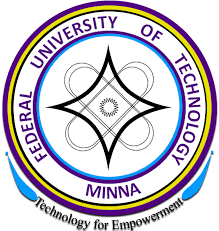 FEDERAL UNIVERSITY OF TECHNOLOGY
MINNA
Technology for Empowerment